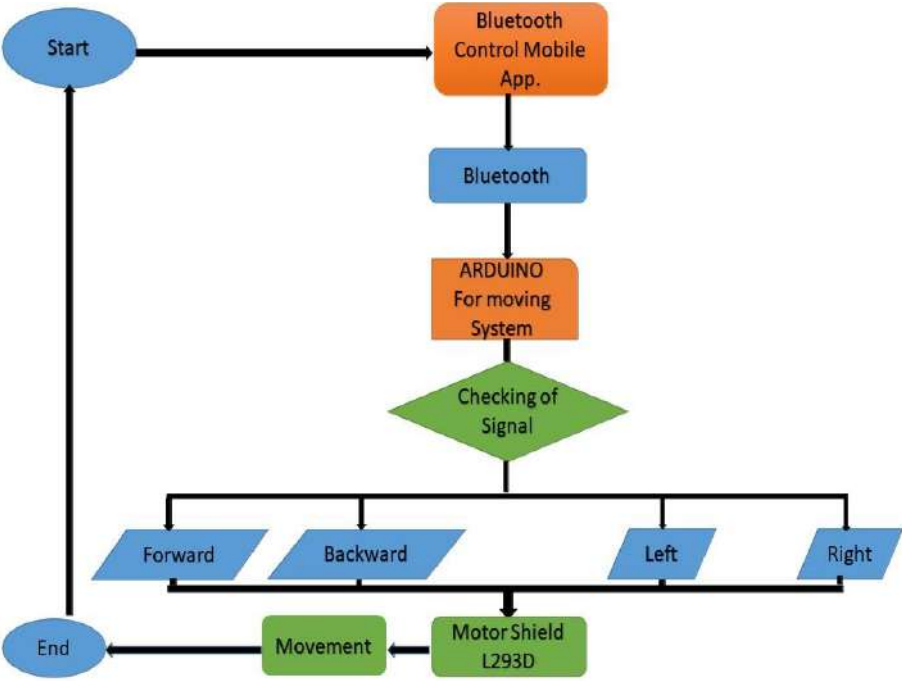 Start
Bluetooth
Control Mobile
App.
Bluetooth
ARDUINO
For moving
System
Checking of
Signal
Forward
Backward
Left
Right
End
Movement
Motor Shield
L293D